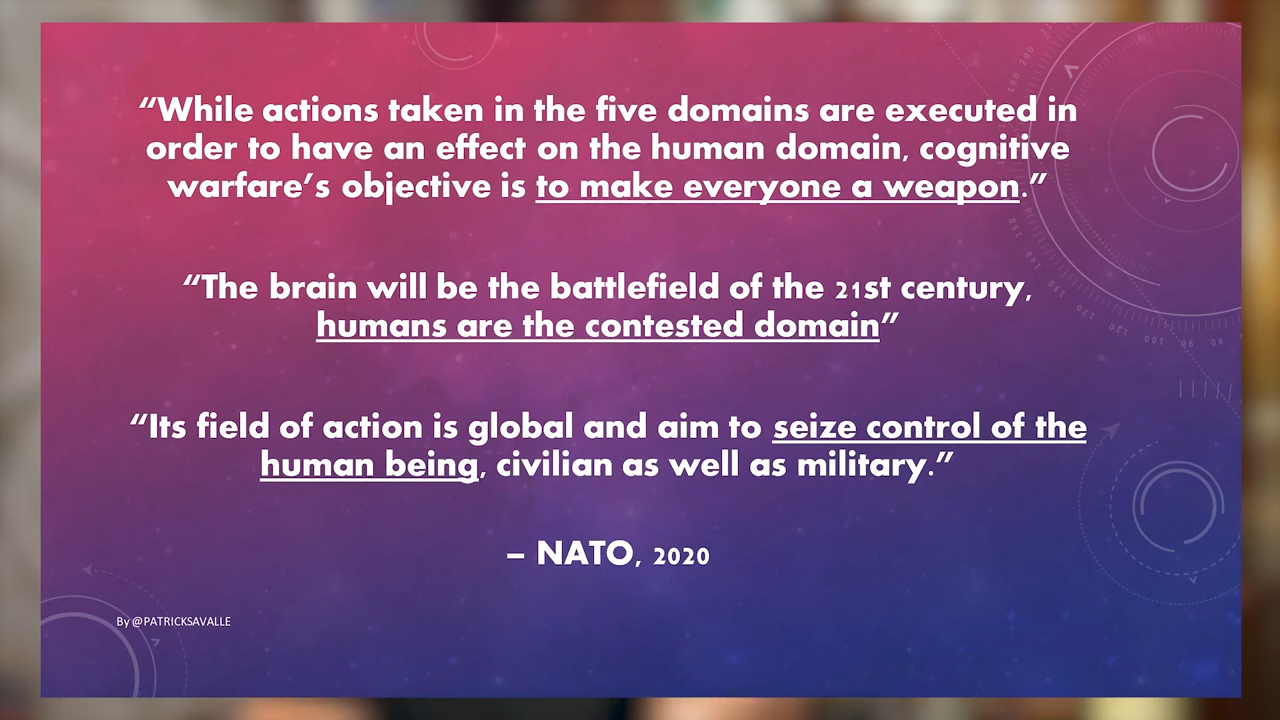 “While actions taken in the five domains are executed in
order to have an effect on the human domain, cognitive
warfare’s objective is to make everyone a weapon.”
“The brain will be the battlefield of the 21st century,
humans are the contested domain”
“Its field of action is global and aim to seize control of the
human being, civilian as well as military.”
– NATO, 2020
By @PATRICKSAVALLE